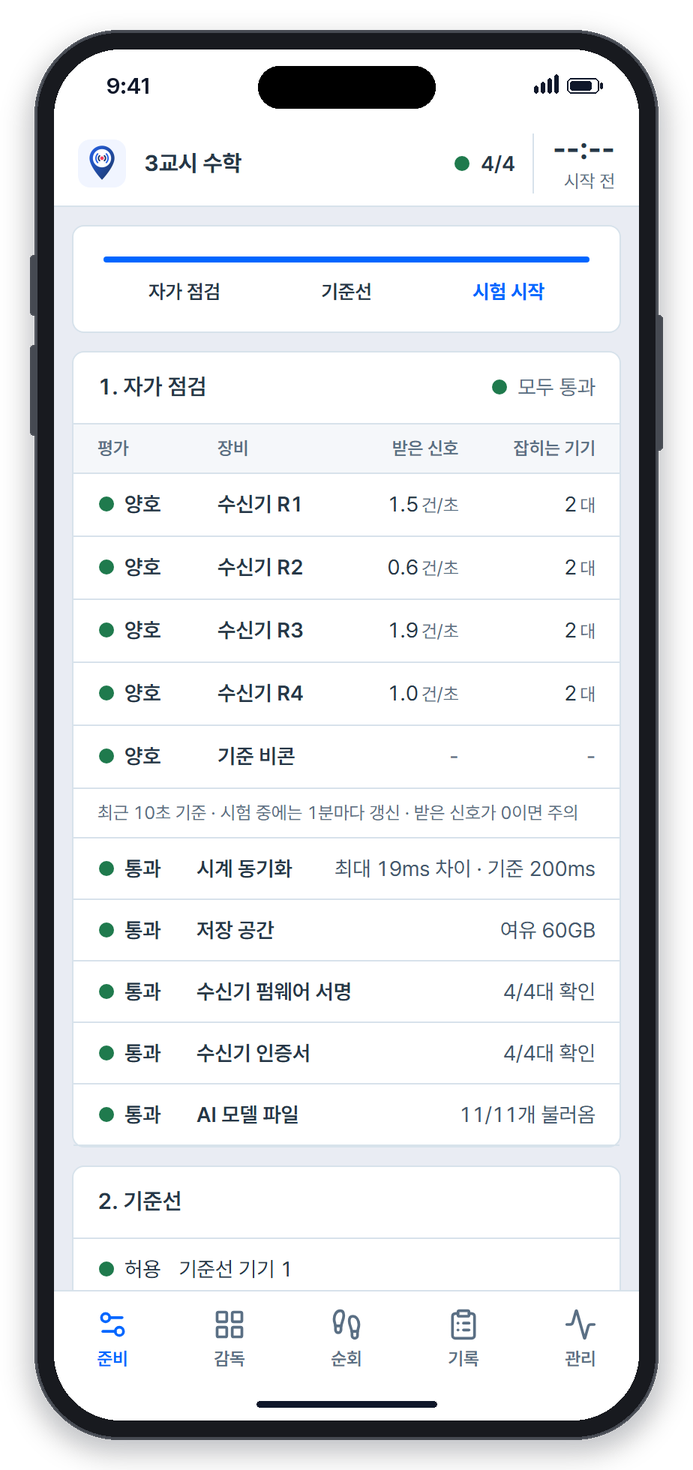 9:41
3교시 수학
4/4
--:--
시작 전
자가 점검 기준선 시험 시작
1. 자가 점검 모두 통과
평가 장비 받은 신호 잡히는 기기
양호 수신기 R1 1.5 건/초 2 대
양호 수신기 R2 0.6 건/초 2 대
양호 수신기 R3 1.9 건/초 2 대
양호 수신기 R4 1.0 건/초 2 대
양호 기준 비콘 - -
최근 10초 기준 · 시험 중에는 1분마다 갱신 · 받은 신호가 0이면 주의
통과 시계 동기화 최대 19ms 차이 · 기준 200ms
통과 저장 공간 여유 60GB
통과 수신기 펌웨어 서명 4/4대 확인
통과 수신기 인증서 4/4대 확인
통과 AI 모델 파일 11/11개 불러옴
2. 기준선
허용 기준선 기기 1
준비 감독 순회 기록 관리